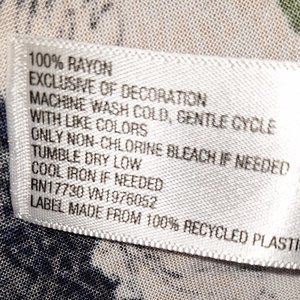 100% RAYON
EXCLUSIVE OF DECORATION
MACHINE WASH COLD, GENTLE CYCLE
WITH LIKE COLORS
ONLY NON-CHLORINE BLEACH IF NEEDED
TUMBLE DRY LOW
COOL IRON IF NEEDED
RN17730 VN1976052
LABEL MADE FROM 100% RECYCLED PLASTI